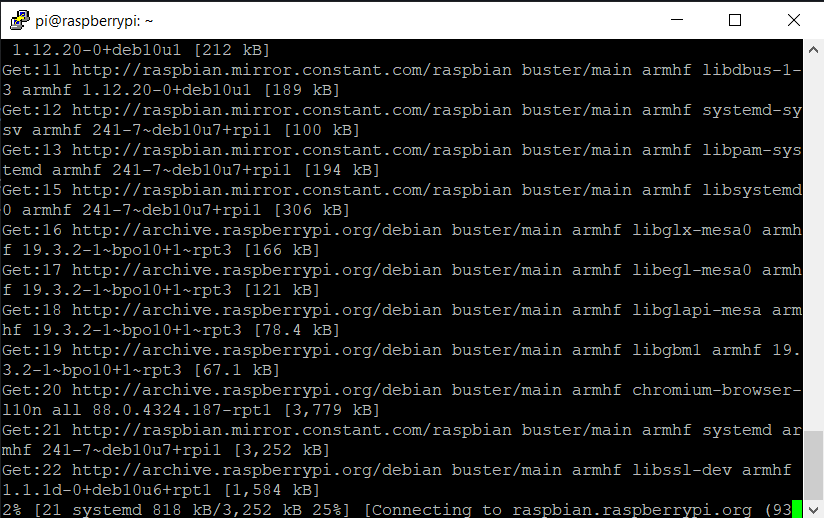 pi@raspberrypi: ~
1.12.20-0+deb10u1 [212 kB]
Get:11 http://raspbian.mirror.constant.com/raspbian buster/main armhf libdbus-1-
3 armhf 1.12.20-0+deb10u1 [189 kB]
Get:12 http://raspbian.mirror.constant.com/raspbian buster/main armhf systemd-sy
sv armhf 241-7~deb10u7+rpi1 [100 kB]
Get:13 http://raspbian.mirror.constant.com/raspbian buster/main armhf libpam-sys
temd armhf 241-7~deb10u7+rpi1 [194 kB]
Get:15 http://raspbian.mirror.constant.com/raspbian buster/main armhf libsystemd
0 armhf 241-7~deb10u7+rpi1 [306 kB]
Get:16 http://archive.raspberrypi.org/debian buster/main armhf libglx-mesa0 armh
f 19.3.2-1~bpo10+1~rpt3 [166 kB]
Get:17 http://archive.raspberrypi.org/debian buster/main armhf libegl-mesa0 armh
f 19.3.2-1~bpo10+1~rpt3 [121 kB]
Get:18 http://archive.raspberrypi.org/debian buster/main armhf libglapi-mesa arm
hf 19.3.2-1~bpo10+1~rpt3 [78.4 kB]
Get:19 http://archive.raspberrypi.org/debian buster/main armhf libgbm1 armhf 19.
3.2-1~bpo10+1~rpt3 [67.1 kB]
Get:20 http://archive.raspberrypi.org/debian buster/main armhf chromium-browser-
l10n all 88.0.4324.187-rpt1 [3,779 kB]
Get:21 http://raspbian.mirror.constant.com/raspbian buster/main armhf systemd ar
mhf 241-7~deb10u7+rpi1 [3,252 kB]
Get:22 http://archive.raspberrypi.org/debian buster/main armhf libssl-dev armhf
1.1.1d-0+deb10u6+rpt1 [1,584 kB]
2% [21 systemd 818 kB/3,252 kB 25%] [Connecting to raspbian.raspberrypi.org (93